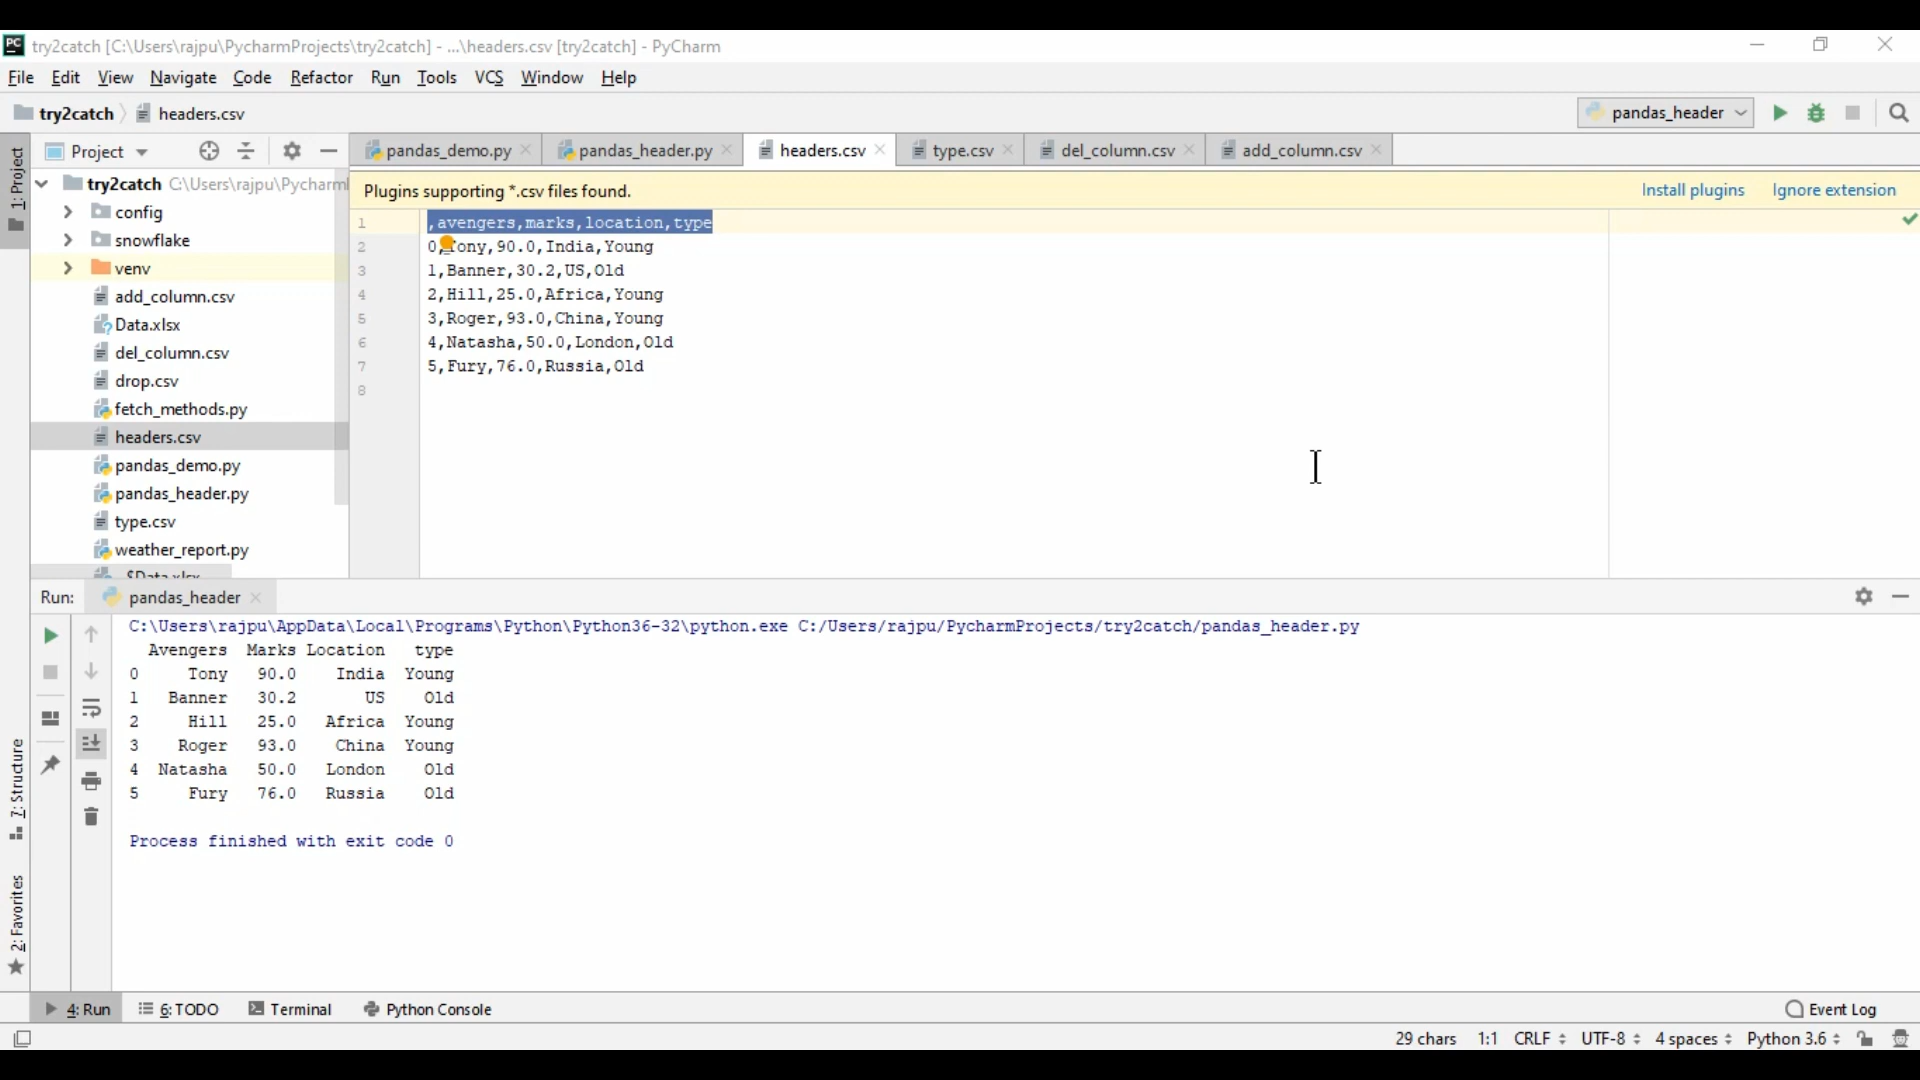 PC try2catch [C:\Users\rajpu\PycharmProjects\try2catch] - ...\headers.csv [try2catch] - PyCharm
File Edit View Navigate Code Refactor Run Tools VCS Window Help
try2catch headers.csv pandas_header
1: Project
Project
pandas_demo.py pandas_header.py headers.csv type.csv del_column.csv add_column.csv
try2catch C:\Users\rajpu\Pycharm
config
snowflake
venv
add_column.csv
Data.xlsx
del_column.csv
drop.csv
fetch_methods.py
headers.csv
pandas_demo.py
pandas_header.py
type.csv
weather_report.py
Plugins supporting *.csv files found. Install plugins Ignore extension
1 ,avengers,marks,location,type
2 0,Tony,90.0,India,Young
3 1,Banner,30.2,US,Old
4 2,Hill,25.0,Africa,Young
5 3,Roger,93.0,China,Young
6 4,Natasha,50.0,London,Old
7 5,Fury,76.0,Russia,Old
8
Run: pandas_header
C:\Users\rajpu\AppData\Local\Programs\Python\Python36-32\python.exe C:/Users/rajpu/PycharmProjects/try2catch/pandas_header.py
Avengers Marks Location type
0 Tony 90.0 India Young
1 Banner 30.2 US Old
2 Hill 25.0 Africa Young
3 Roger 93.0 China Young
4 Natasha 50.0 London Old
5 Fury 76.0 Russia Old
Process finished with exit code 0
7: Structure
2: Favorites
4: Run 6: TODO Terminal Python Console Event Log
29 chars 1:1 CRLF UTF-8 4 spaces Python 3.6